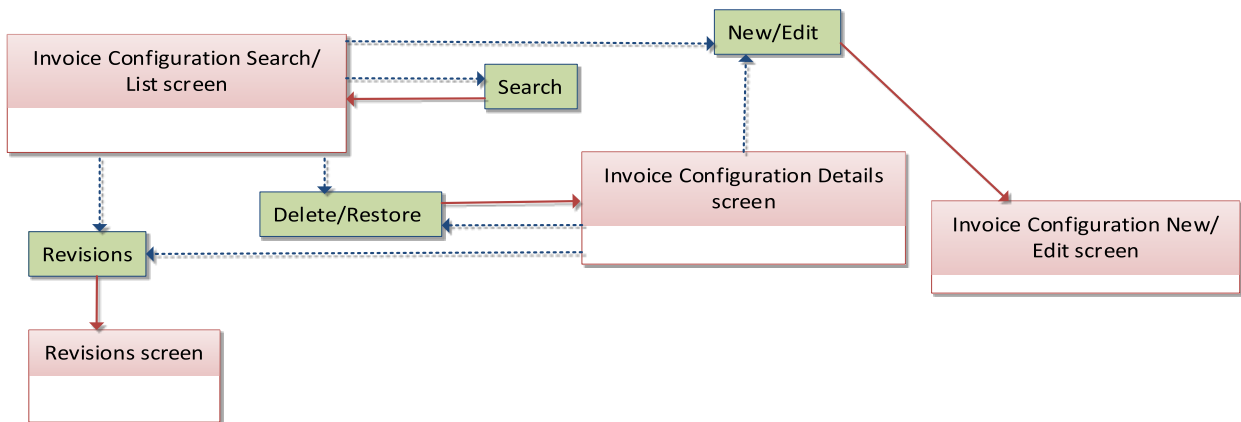 New/Edit
Invoice Configuration Search/
List screen
Search
Invoice Configuration Details
screen
Delete/Restore
Invoice Configuration New/
Edit screen
Revisions
Revisions screen